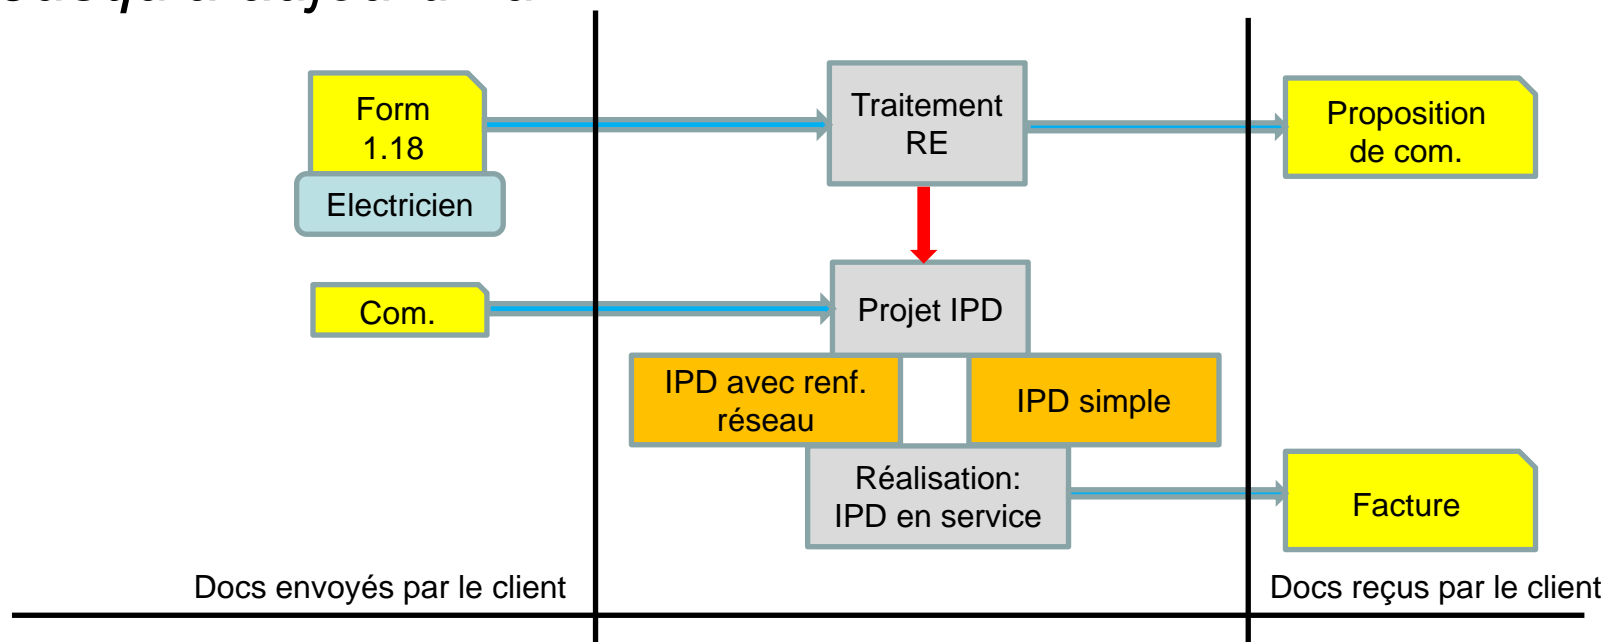 Form
1.18
Electricien
Traitement
RE
Proposition
de com.
Com.
Projet IPD
IPD avec renf.
réseau
IPD simple
Réalisation:
IPD en service
Facture
Docs envoyés par le client
Docs reçus par le client